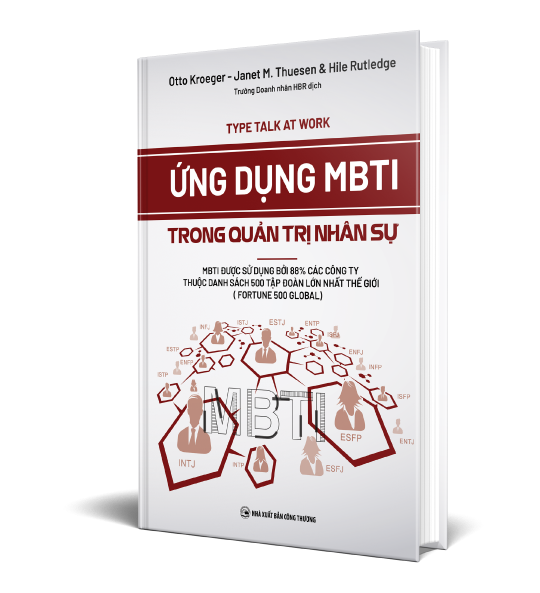 Otto Kroeger - Janet M. Thuesen & Hile Rutledge
Trường Doanh nhân HBR dịch
TYPE TALK AT WORK
ỨNG DỤNG MBTI
TRONG QUẢN TRỊ NHÂN SỰ
MBTI ĐƯỢC SỬ DỤNG BỞI 88% CÁC CÔNG TY
THUỘC DANH SÁCH 500 TẬP ĐOÀN LỚN NHẤT THẾ GIỚI
( FORTUNE 500 GLOBAL)
INFJ
ISTJ
ESTJ
ENTP
ESTP
ENFJ
ENFP
INFP
ISTP
ISFP
MBTI
ESFP
ENTJ
INTJ
INTP
ESFJ
NHÀ XUẤT BẢN CÔNG THƯƠNG